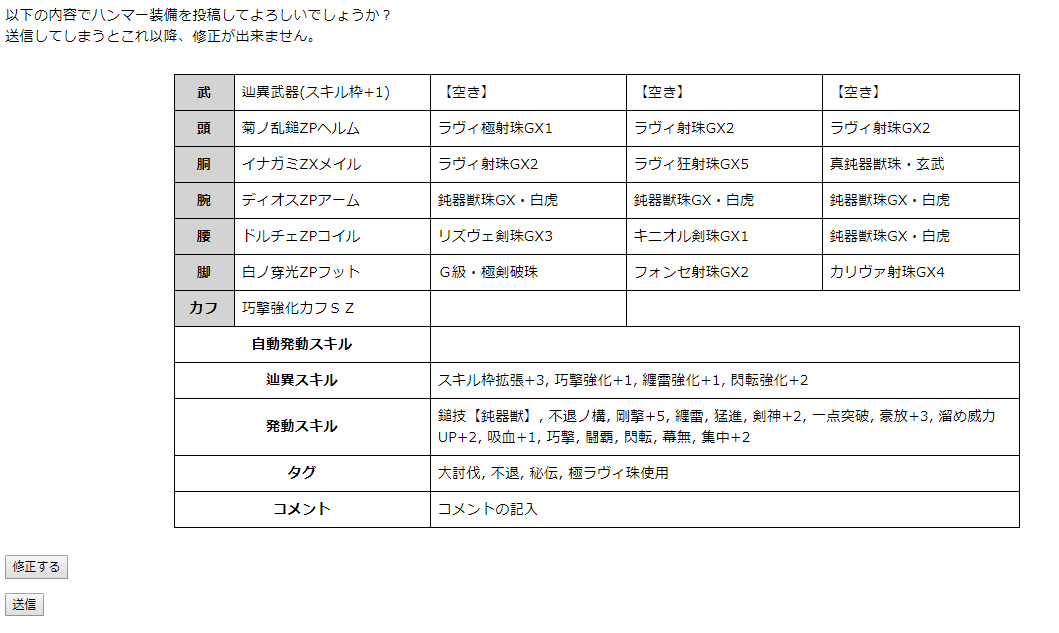 以下の内容でハンマー装備を投稿してよろしいでしょうか？
送信してしまうとこれ以降、修正が出来ません。
武 辿異武器(スキル枠+1) 【空き】 【空き】 【空き】
頭 菊ノ乱鎚ZPヘルム ラヴィ極射珠GX1 ラヴィ射珠GX2 ラヴィ射珠GX2
胴 イナガミZXメイル ラヴィ射珠GX2 ラヴィ狂射珠GX5 真鈍器獣珠・玄武
腕 ディオスZPアーム 鈍器獣珠GX・白虎 鈍器獣珠GX・白虎 鈍器獣珠GX・白虎
腰 ドルチェZPコイル リズヴェ剣珠GX3 キニオル剣珠GX1 鈍器獣珠GX・白虎
脚 白ノ穿光ZPフット Ｇ級・極剣破珠 フォンセ射珠GX2 カリヴァ射珠GX4
カフ 巧撃強化カフＳＺ
自動発動スキル
辿異スキル スキル枠拡張+3, 巧撃強化+1, 纏雷強化+1, 閃転強化+2
発動スキル 鎚技【鈍器獣】, 不退ノ構, 剛撃+5, 纏雷, 猛進, 剣神+2, 一点突破, 豪放+3, 溜め威力
UP+2, 吸血+1, 巧撃, 闘覇, 閃転, 幕無, 集中+2
タグ 大討伐, 不退, 秘伝, 極ラヴィ珠使用
コメント コメントの記入
修正する
送信